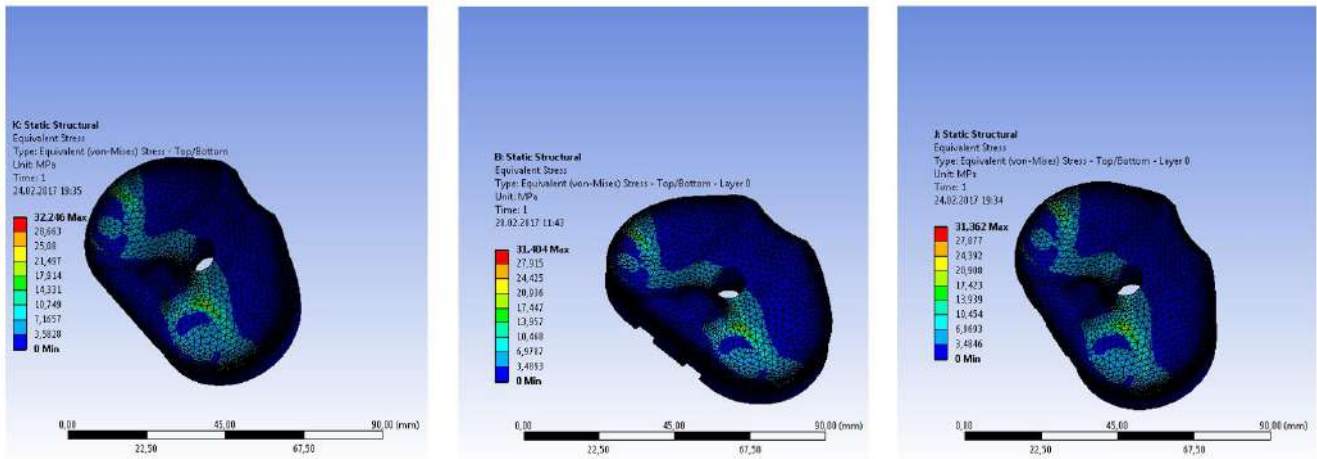 K: Static Structural
Equivalent Stress
Type: Equivalent (von-Mises) Stress - Top/Bottom
Unit: MPa
Time: 1
24.02.2017 19:35
32,246 Max
28,663
25,08
21,497
17,914
14,331
10,749
7,1657
3,5828
0 Min
0,00
45,00
90,00 (mm)
22,50
67,50
B: Static Structural
Equivalent Stress
Type: Equivalent (von-Mises) Stress - Top/Bottom - Layer 0
Unit: MPa
Time: 1
28.02.2017 11:43
31,404 Max
27,915
24,425
20,936
17,447
13,957
10,468
6,9787
3,4893
0 Min
0,00
45,00
90,00 (mm)
22,50
67,50
J: Static Structural
Equivalent Stress
Type: Equivalent (von-Mises) Stress - Top/Bottom - Layer 0
Unit: MPa
Time: 1
24.02.2017 19:34
31,362 Max
27,877
24,392
20,908
17,423
13,939
10,454
6,9693
3,4846
0 Min
0,00
45,00
90,00 (mm)
22,50
67,50